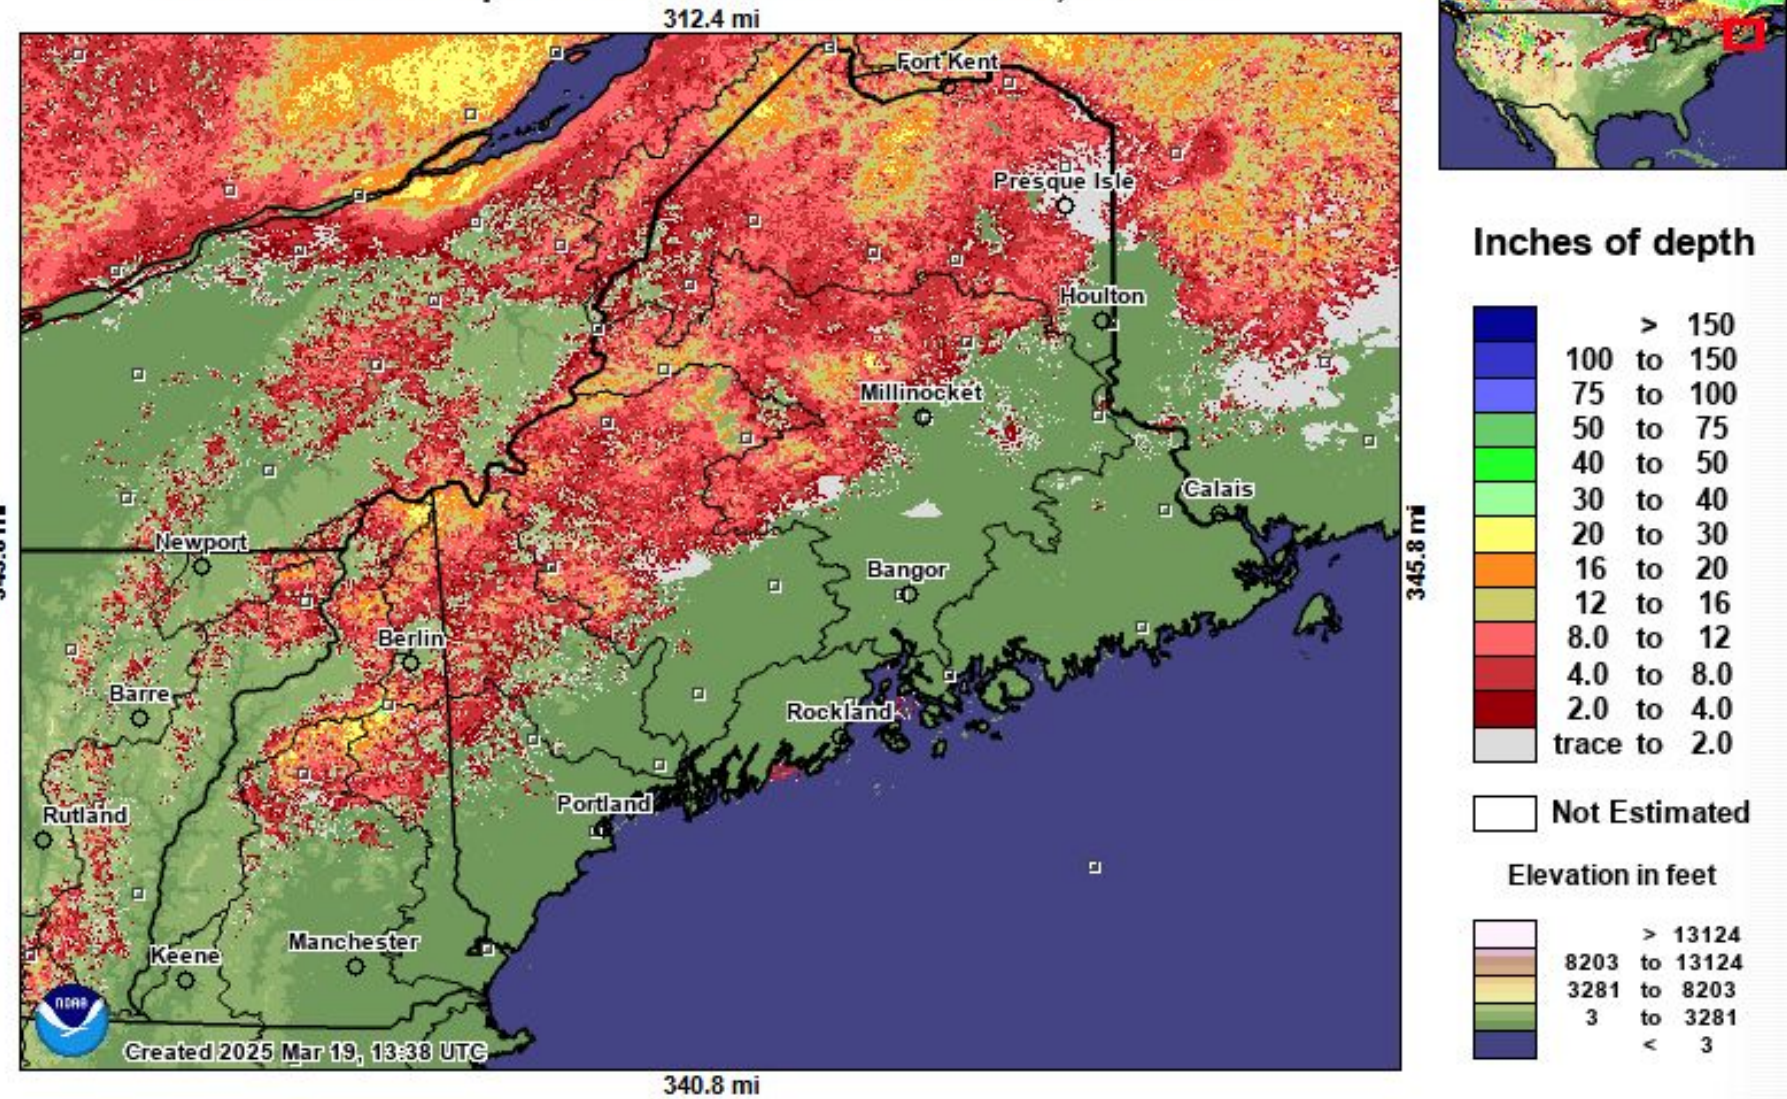 312.4 mi
Fort Kent
Presque Isle
Houlton
Millinocket
Calais
Newport
Bangor
Berlin
Barre
Rockland
Portland
Rutland
Manchester
Keene
NOAA
Created 2025 Mar 19, 13:38 UTC
340.8 mi
345.8 mi
Inches of depth
> 150
100 to 150
75 to 100
50 to 75
40 to 50
30 to 40
20 to 30
16 to 20
12 to 16
8.0 to 12
4.0 to 8.0
2.0 to 4.0
trace to 2.0
Not Estimated
Elevation in feet
> 13124
8203 to 13124
3281 to 8203
3 to 3281
< 3